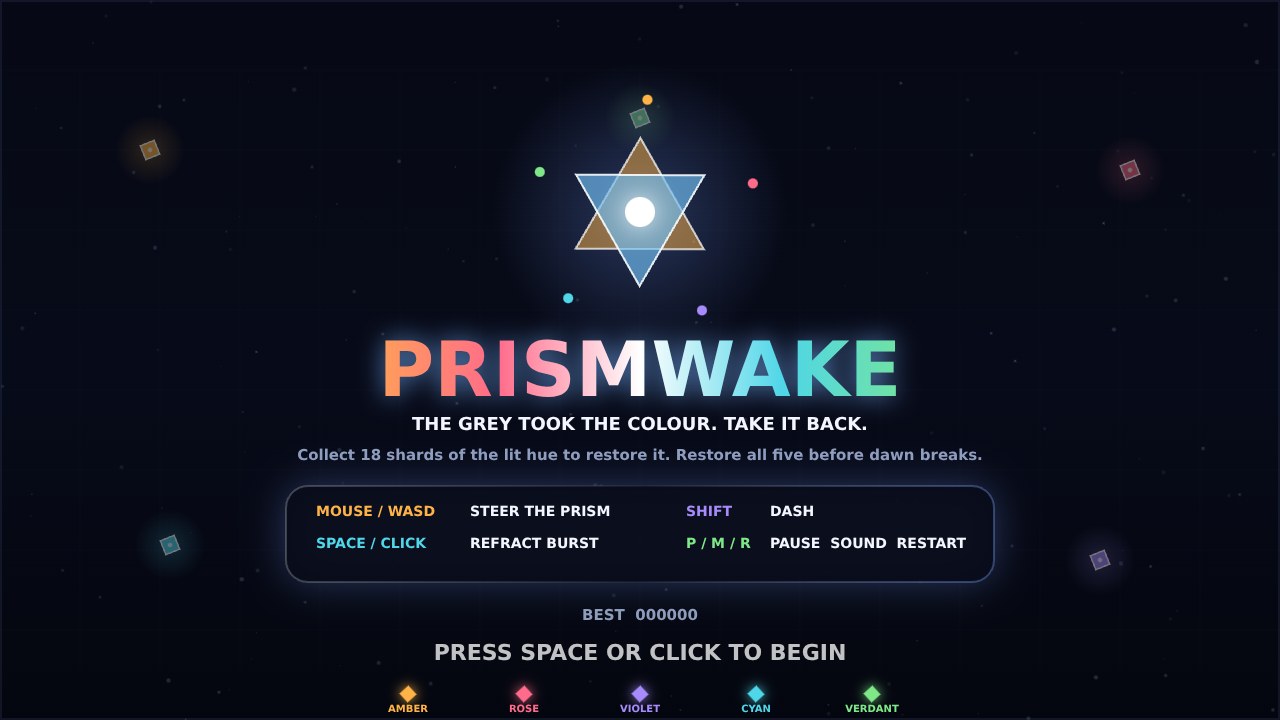 PRISMWAKE
THE GREY TOOK THE COLOUR. TAKE IT BACK.
Collect 18 shards of the lit hue to restore it. Restore all five before dawn breaks.
MOUSE / WASD STEER THE PRISM SHIFT DASH
SPACE / CLICK REFRACT BURST P / M / R PAUSE SOUND RESTART
BEST 000000
PRESS SPACE OR CLICK TO BEGIN
AMBER ROSE VIOLET CYAN VERDANT